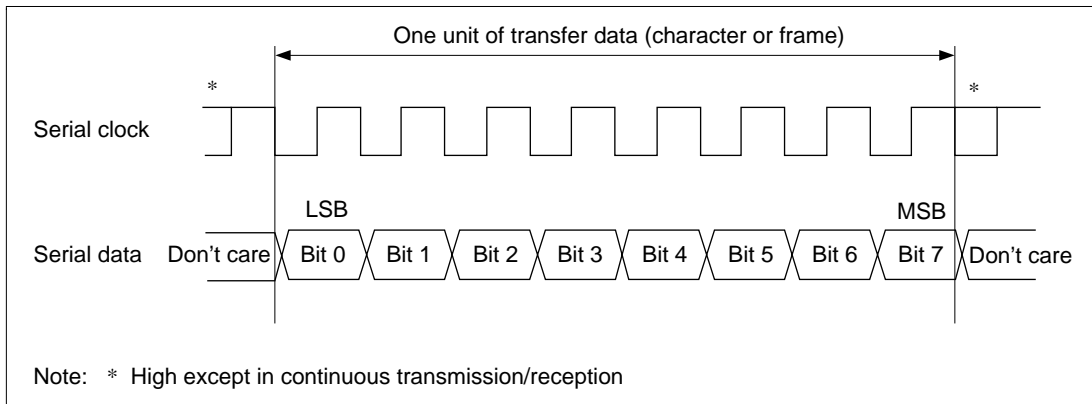 One unit of transfer data (character or frame)
* *
Serial clock
LSB MSB
Serial data Don't care Bit 0 Bit 1 Bit 2 Bit 3 Bit 4 Bit 5 Bit 6 Bit 7 Don't care
Note: * High except in continuous transmission/reception